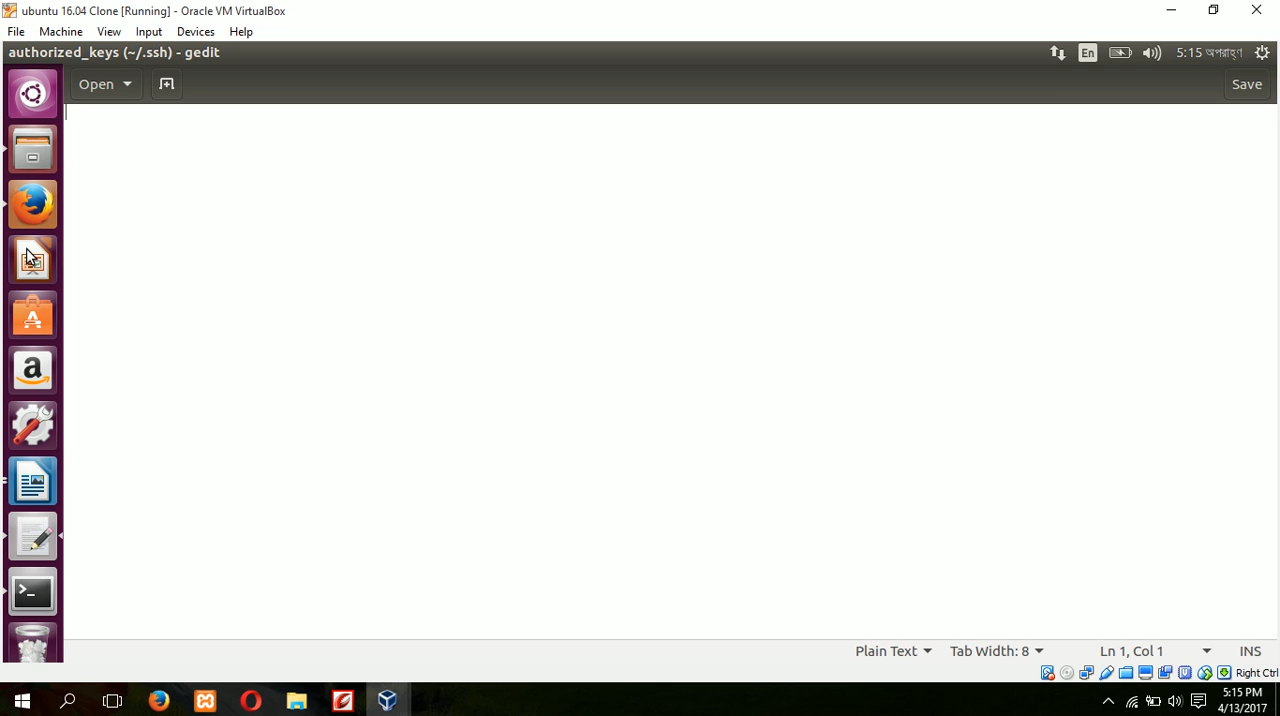 ubuntu 16.04 Clone [Running] - Oracle VM VirtualBox
File Machine View Input Devices Help
authorized_keys (~/.ssh) - gedit
En
5:15 অপরাহ্ণ
Open
Save
a
>_
Plain Text
Tab Width: 8
Ln 1, Col 1
INS
Right Ctrl
5:15 PM
4/13/2017